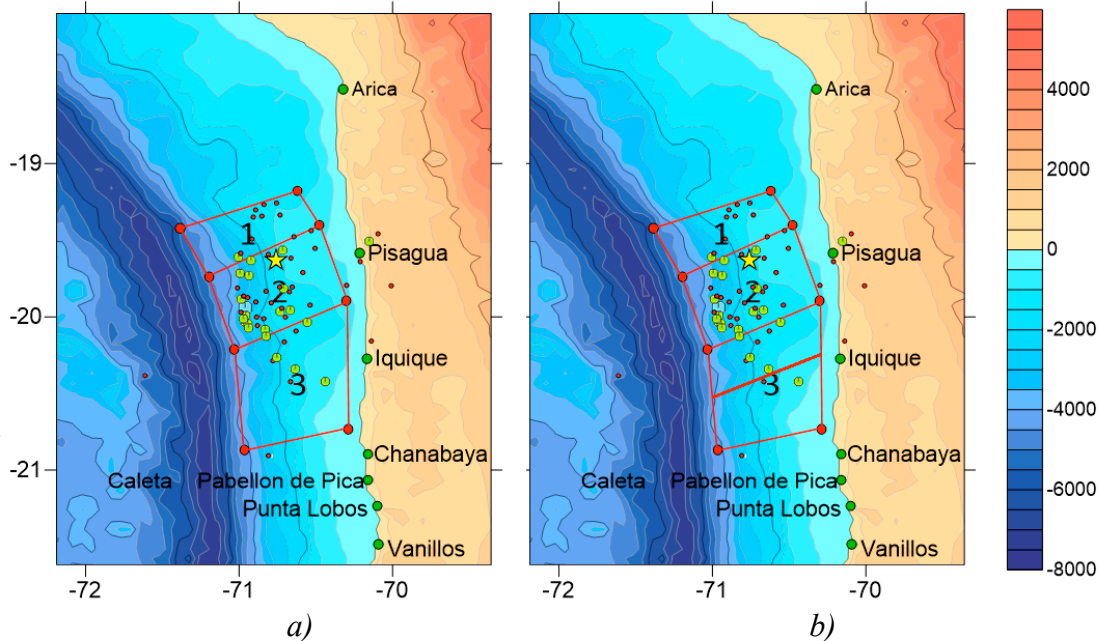 Arica
-19
1
Pisagua
2
-20
Iquique
3
Chanabaya
-21
Caleta Pabellon de Pica
Punta Lobos
Vanillos
-72
-71
-70
a)
Arica
1
Pisagua
2
Iquique
3
Chanabaya
Caleta Pabellon de Pica
Punta Lobos
Vanillos
-72
-71
-70
b)
4000
2000
0
-2000
-4000
-6000
-8000